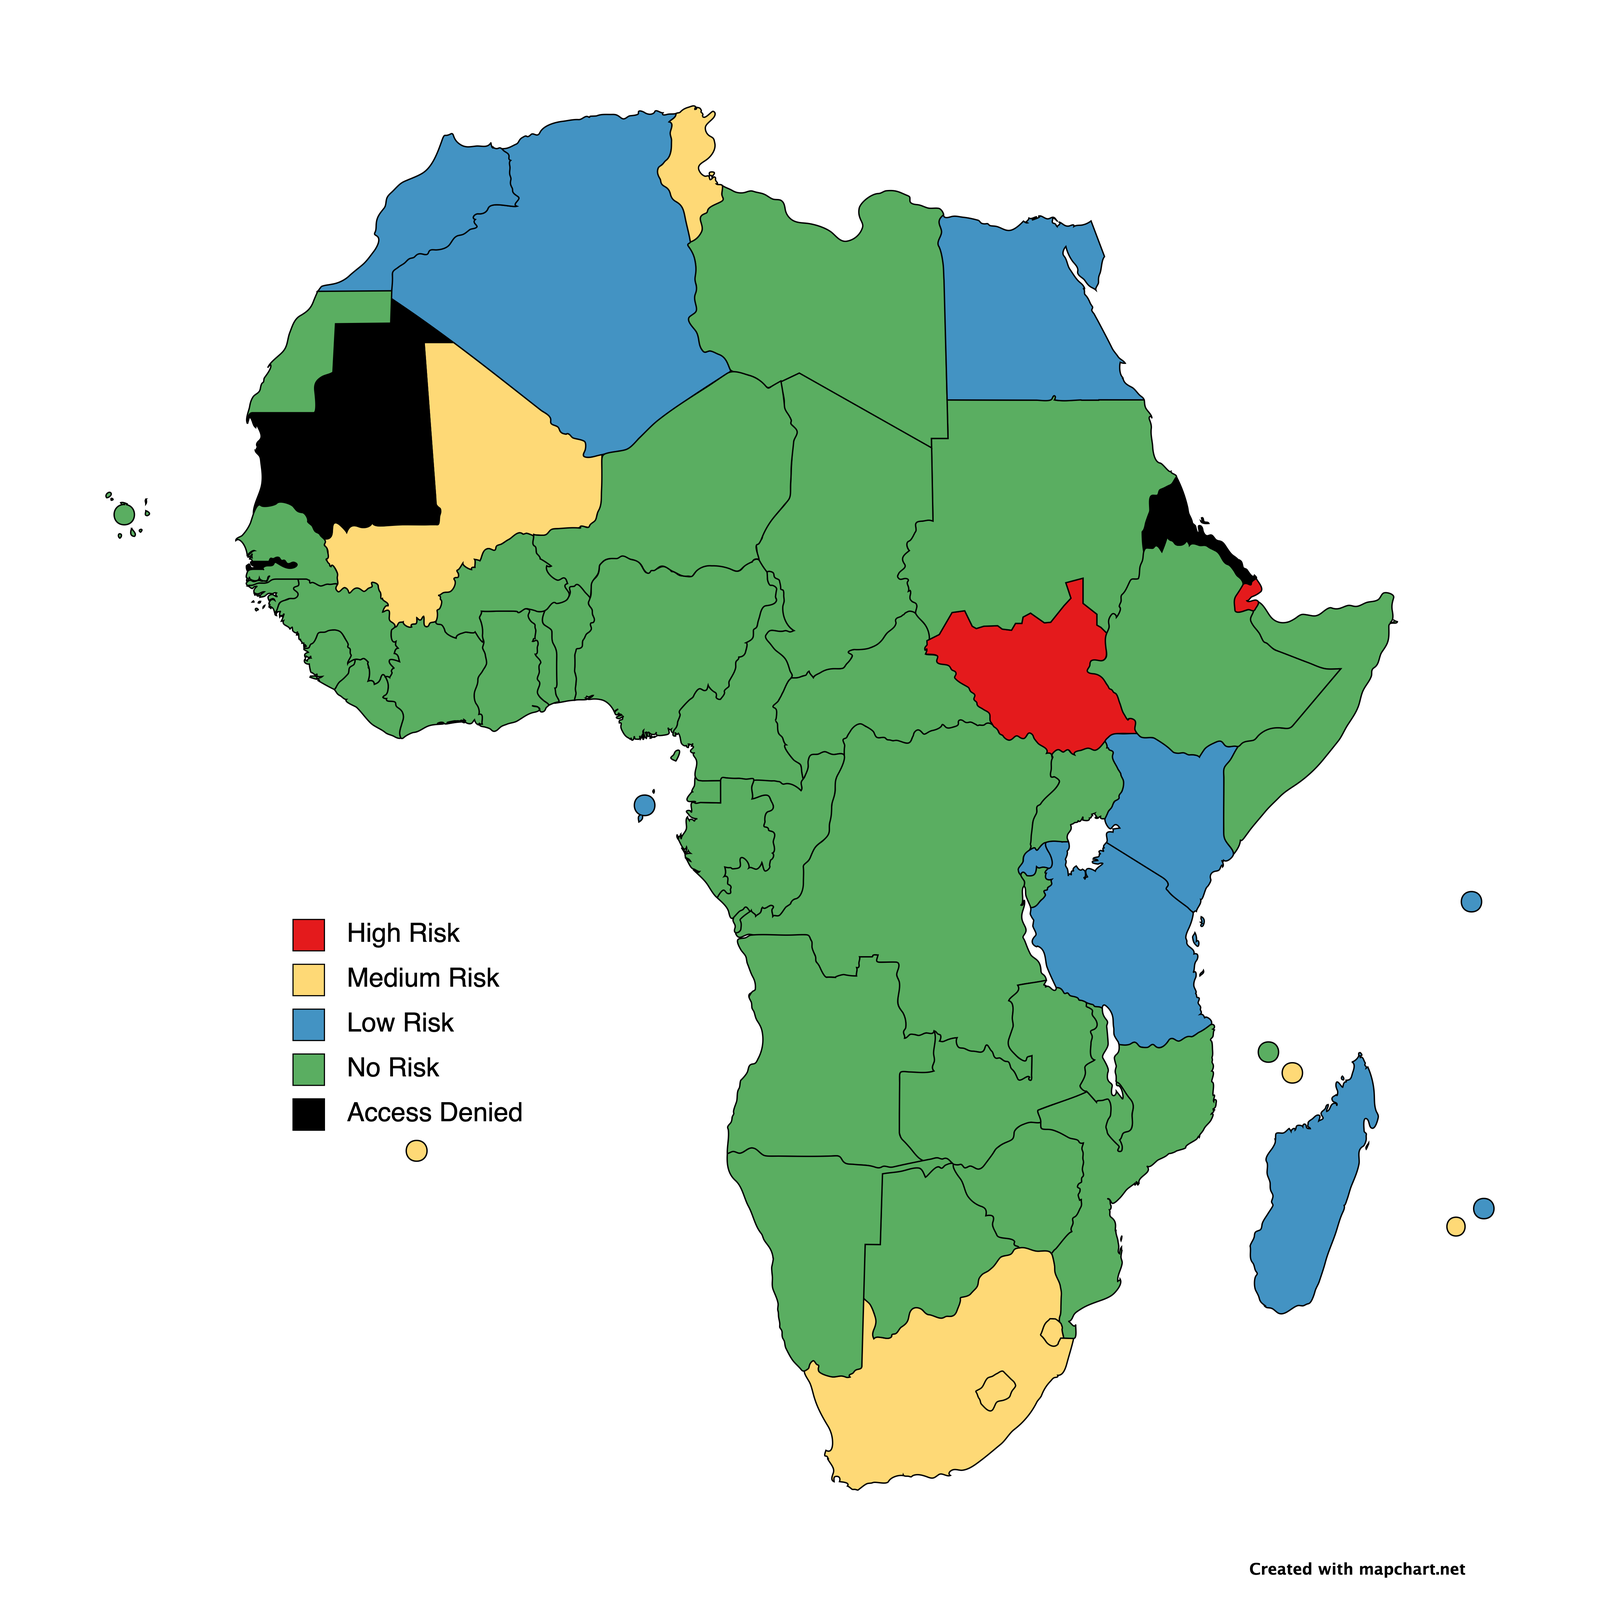 High Risk
Medium Risk
Low Risk
No Risk
Access Denied
Created with mapchart.net